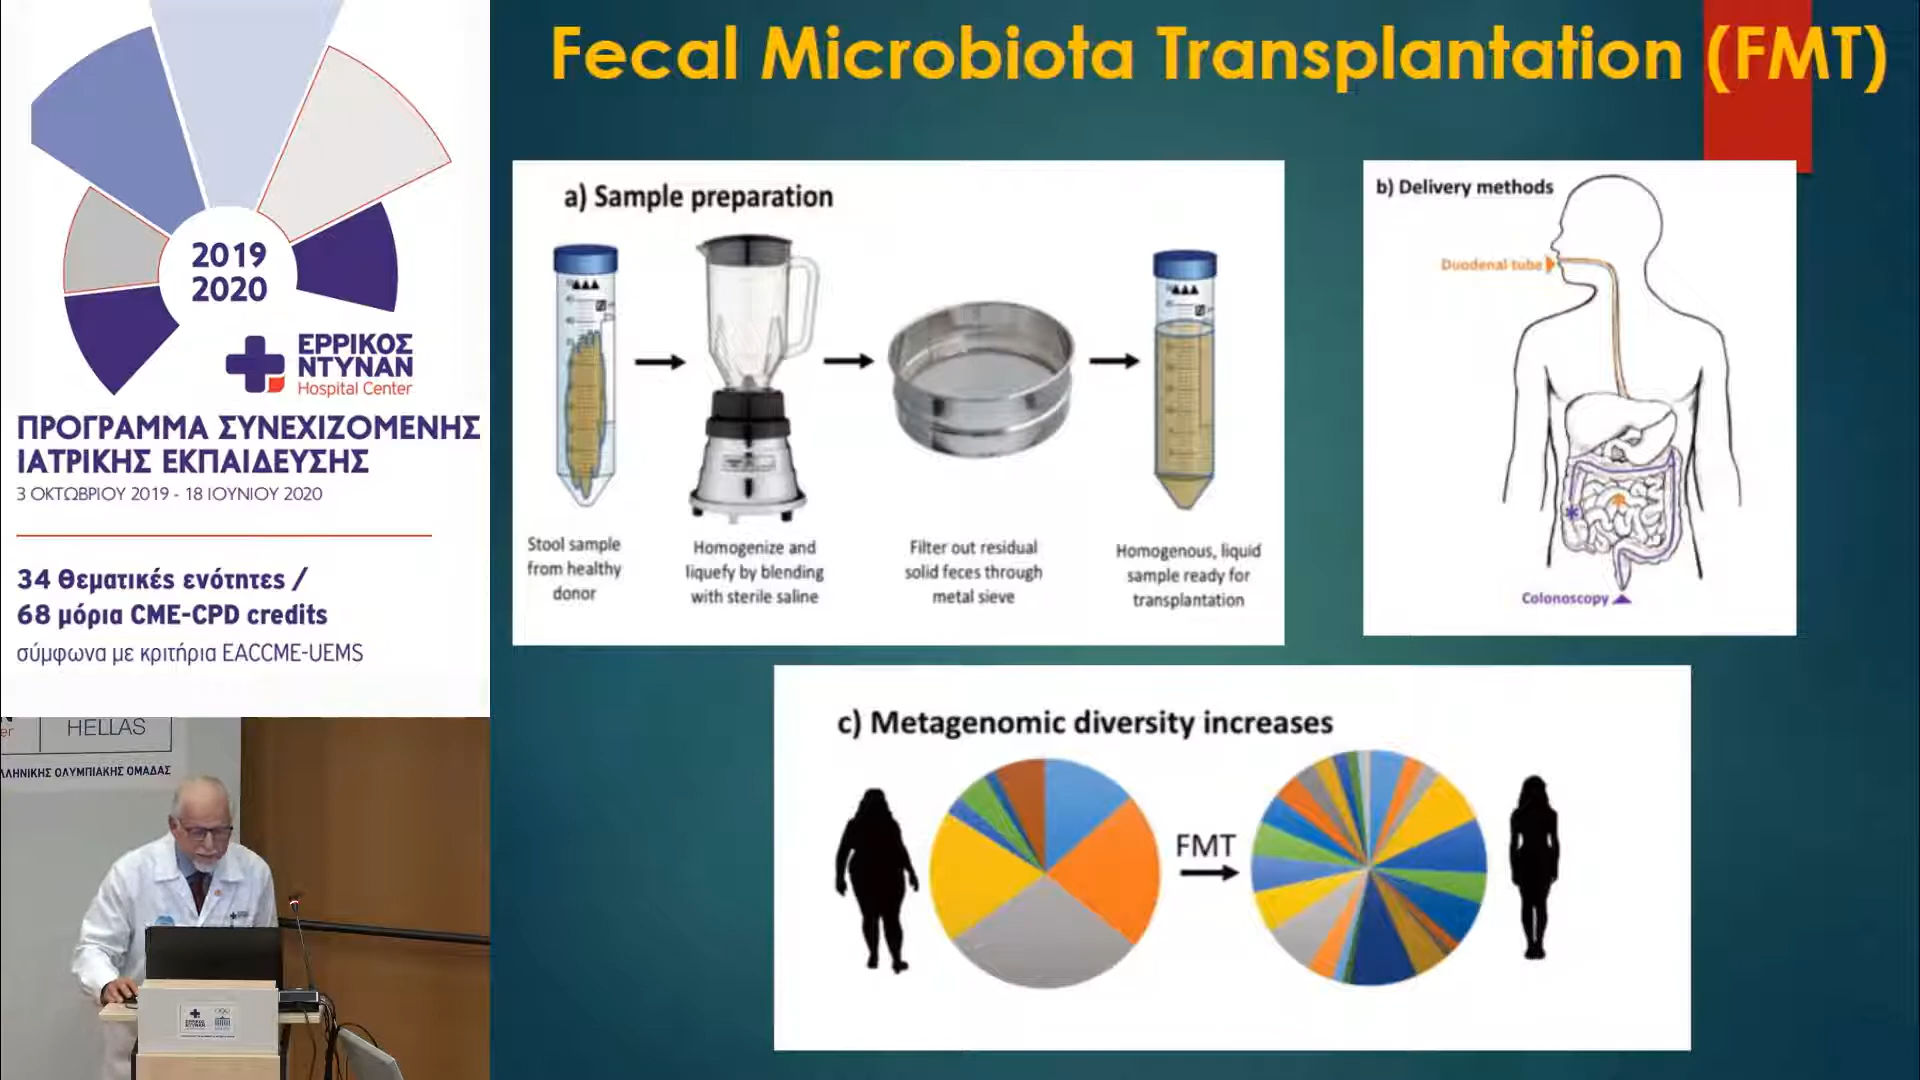 2019
2020
ΕΡΡΙΚΟΣ
ΝΤΥΝΑΝ
Hospital Center
ΠΡΟΓΡΑΜΜΑ ΣΥΝΕΧΙΖΟΜΕΝΗΣ
ΙΑΤΡΙΚΗΣ ΕΚΠΑΙΔΕΥΣΗΣ
3 ΟΚΤΩΒΡΙΟΥ 2019 - 18 ΙΟΥΝΙΟΥ 2020
34 θεματικές ενότητες /
68 μόρια CME-CPD credits
σύμφωνα με κριτήρια EACCME-UEMS
HELLAS
ΛΛΗΝΙΚΗΣ ΟΛΥΜΠΙΑΚΗΣ ΟΜΑΔΑΣ
ΕΡΡΙΚΟΣ
ΝΤΥΝΑΝ
Fecal Microbiota Transplantation (FMT)
a) Sample preparation
Stool sample
from healthy
donor
Homogenize and
liquefy by blending
with sterile saline
Filter out residual
solid feces through
metal sieve
Homogenous, liquid
sample ready for
transplantation
b) Delivery methods
Duodenal tube
Colonoscopy
c) Metagenomic diversity increases
FMT